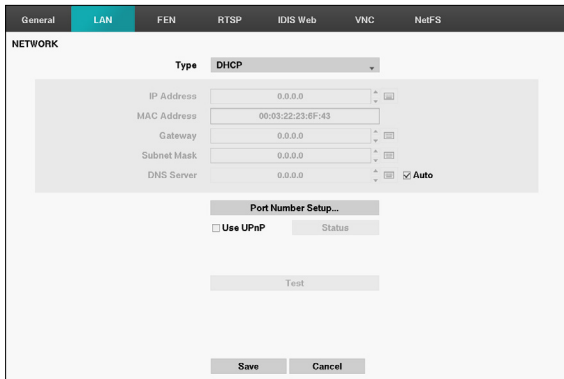 General LAN FEN RTSP IDIS Web VNC NetFS
NETWORK
Type DHCP
IP Address 0.0.0.0
MAC Address 00:03:22:23:6F:43
Gateway 0.0.0.0
Subnet Mask 0.0.0.0
DNS Server 0.0.0.0 Auto
Port Number Setup...
Use UPnP Status
Test
Save Cancel